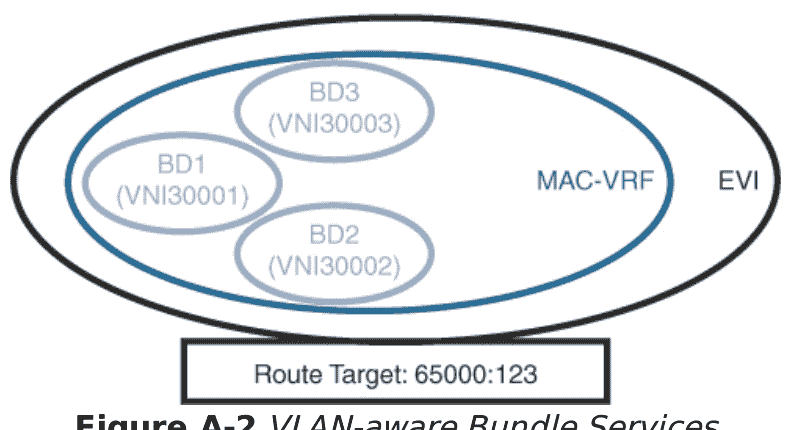 BD3
(VNI30003)
BD1
(VNI30001)
MAC-VRF
EVI
BD2
(VNI30002)
Route Target: 65000:123
Figure A-2 VLAN-aware Bundle Services